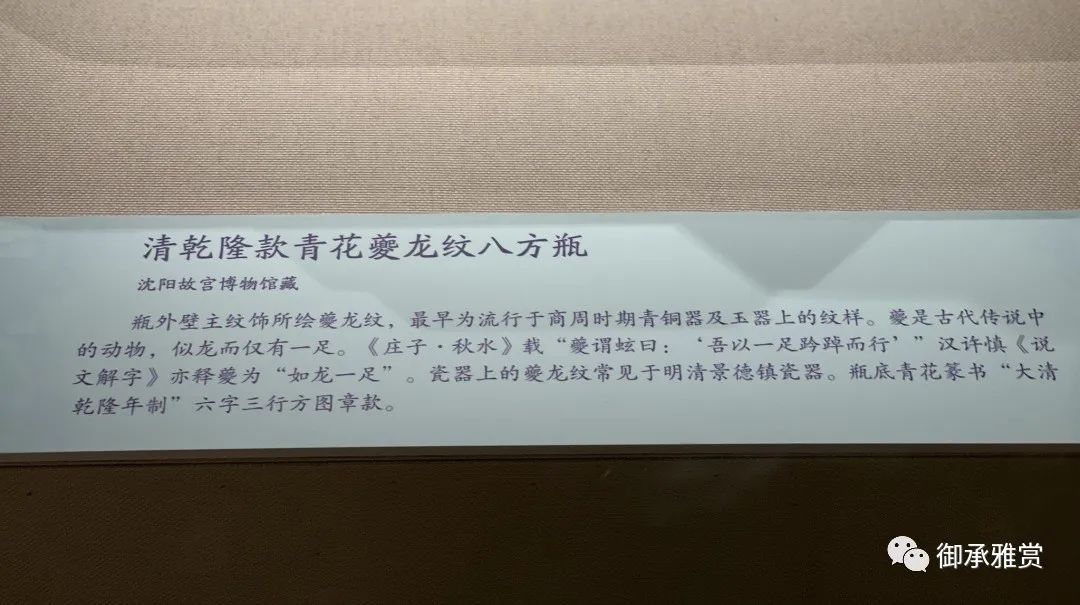 清乾隆款青花夔龙纹八方瓶
沈阳故宫博物馆藏
瓶外壁主纹饰所绘夔龙纹，最早为流行于商周时期青铜器及玉器上的纹样。夔是古代传说中
的动物，似龙而仅有一足。《庄子·秋水》载“夔谓蚿曰：‘吾以一足趻踔而行’”汉许慎《说
文解字》亦释夔为“如龙一足”。瓷器上的夔龙纹常见于明清景德镇瓷器。瓶底青花篆书“大清
乾隆年制”六字三行方图章款。
御承雅赏